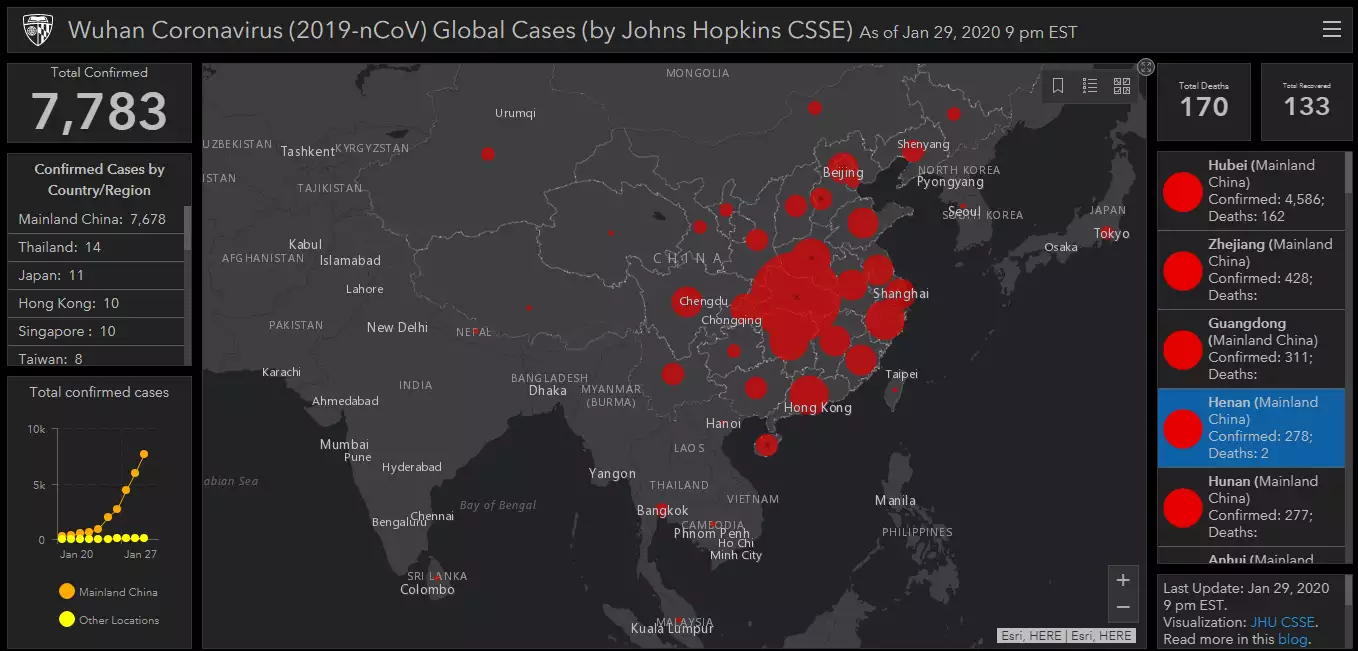 Wuhan Coronavirus (2019-nCoV) Global Cases (by Johns Hopkins CSSE) As of Jan 29, 2020 9 pm EST
Total Confirmed
7,783
Confirmed Cases by
Country/Region
Mainland China: 7,678
Thailand: 14
Japan: 11
Hong Kong: 10
Singapore : 10
Taiwan: 8
Total confirmed cases
10k
5k
0
Jan 20 Jan 27
Mainland China
Other Locations
MONGOLIA
Urumqi
UZBEKISTAN
Tashkent
KYRGYZSTAN
Shenyang
Beijing
NORTH KOREA
Pyongyang
ISTAN
TAJIKISTAN
Seoul
SOUTH KOREA
JAPAN
Tokyo
Osaka
Kabul
AFGHANISTAN
Islamabad
CHINA
Lahore
Chengdu
Shanghai
PAKISTAN
New Delhi
NEPAL
Chongqing
Karachi
INDIA
BANGLADESH
Dhaka
MYANMAR
(BURMA)
Taipei
Ahmedabad
Hong Kong
Hanoi
Mumbai
Pune
LAOS
Hyderabad
Yangon
abian Sea
THAILAND
Bay of Bengal
VIETNAM
Manila
Bengaluru
Chennai
Bangkok
CAMBODIA
Phnom Penh
PHILIPPINES
Ho Chi
Minh City
SRI LANKA
Colombo
MALAYSIA
Kuala Lumpur
+
−
Esri, HERE | Esri, HERE
Total Deaths
170
Total Recovered
133
Hubei (Mainland
China)
Confirmed: 4,586;
Deaths: 162
Zhejiang (Mainland
China)
Confirmed: 428;
Deaths:
Guangdong
(Mainland China)
Confirmed: 311;
Deaths:
Henan (Mainland
China)
Confirmed: 278;
Deaths: 2
Hunan (Mainland
China)
Confirmed: 277;
Deaths:
Anhui (Mainland
Last Update: Jan 29, 2020
9 pm EST.
Visualization: JHU CSSE.
Read more in this blog.